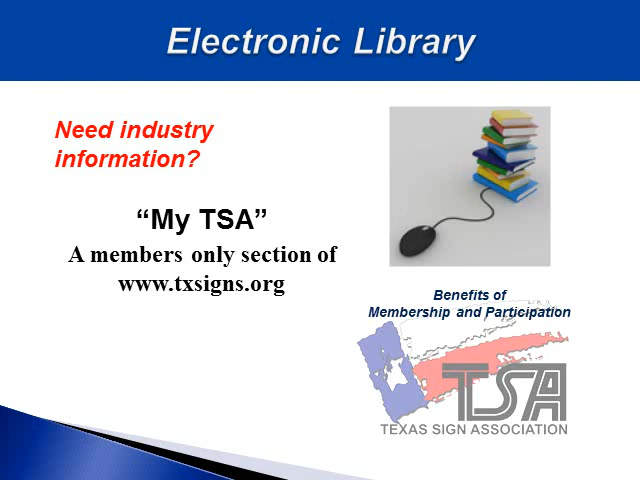 Electronic Library
Need industry
information?
“My TSA”
A members only section of
www.txsigns.org
Benefits of
Membership and Participation
TSA
TEXAS SIGN ASSOCIATION